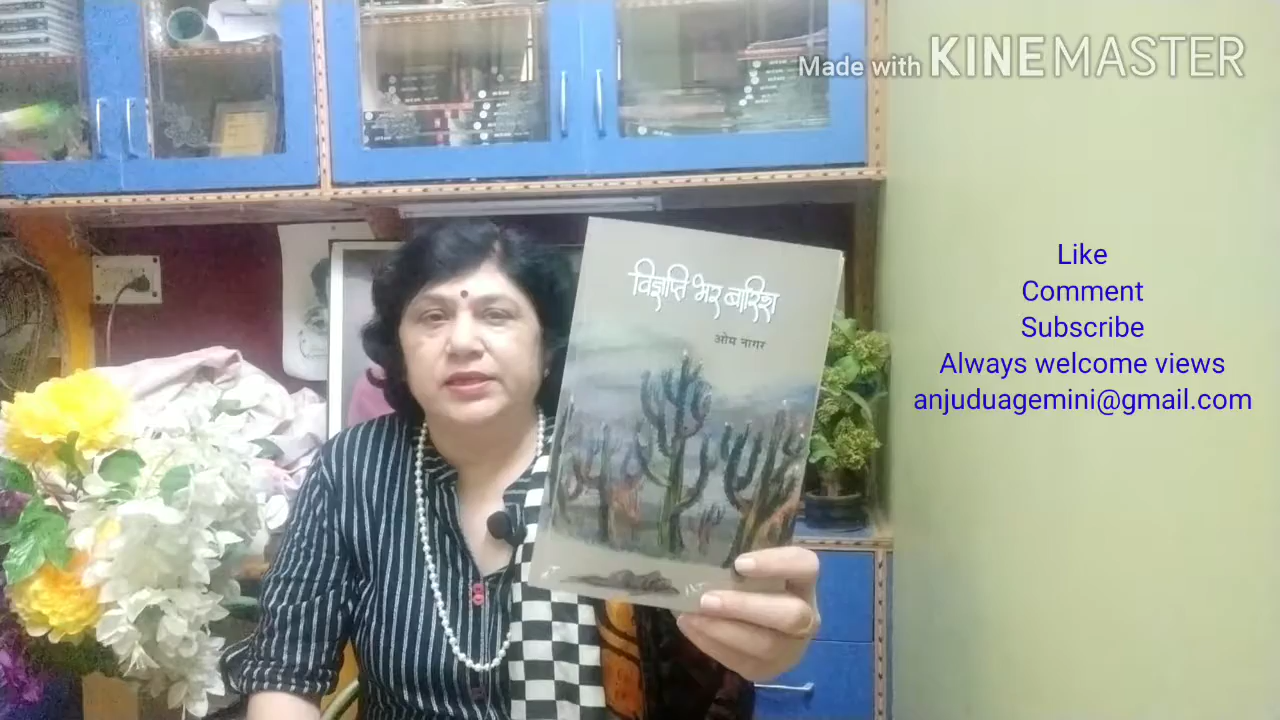 Made with KINEMASTER
विज्ञप्ति भर बारिश
ओम नागर
Like
Comment
Subscribe
Always welcome views
anjuduagemini@gmail.com